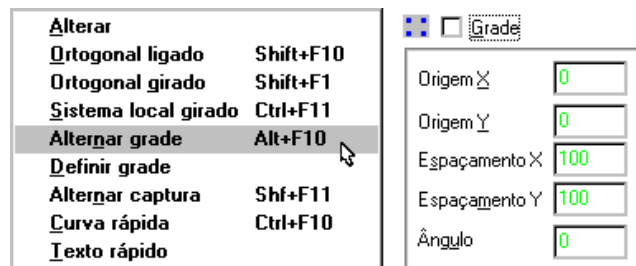 Alterar
Ortogonal ligado Shift+F10
Ortogonal girado Shift+F1
Sistema local girado Ctrl+F11
Alternar grade Alt+F10
Definir grade
Alternar captura Shf+F11
Curva rápida Ctrl+F10
Texto rápido
Grade
Origem X 0
Origem Y 0
Espaçamento X 100
Espaçamento Y 100
Ângulo 0